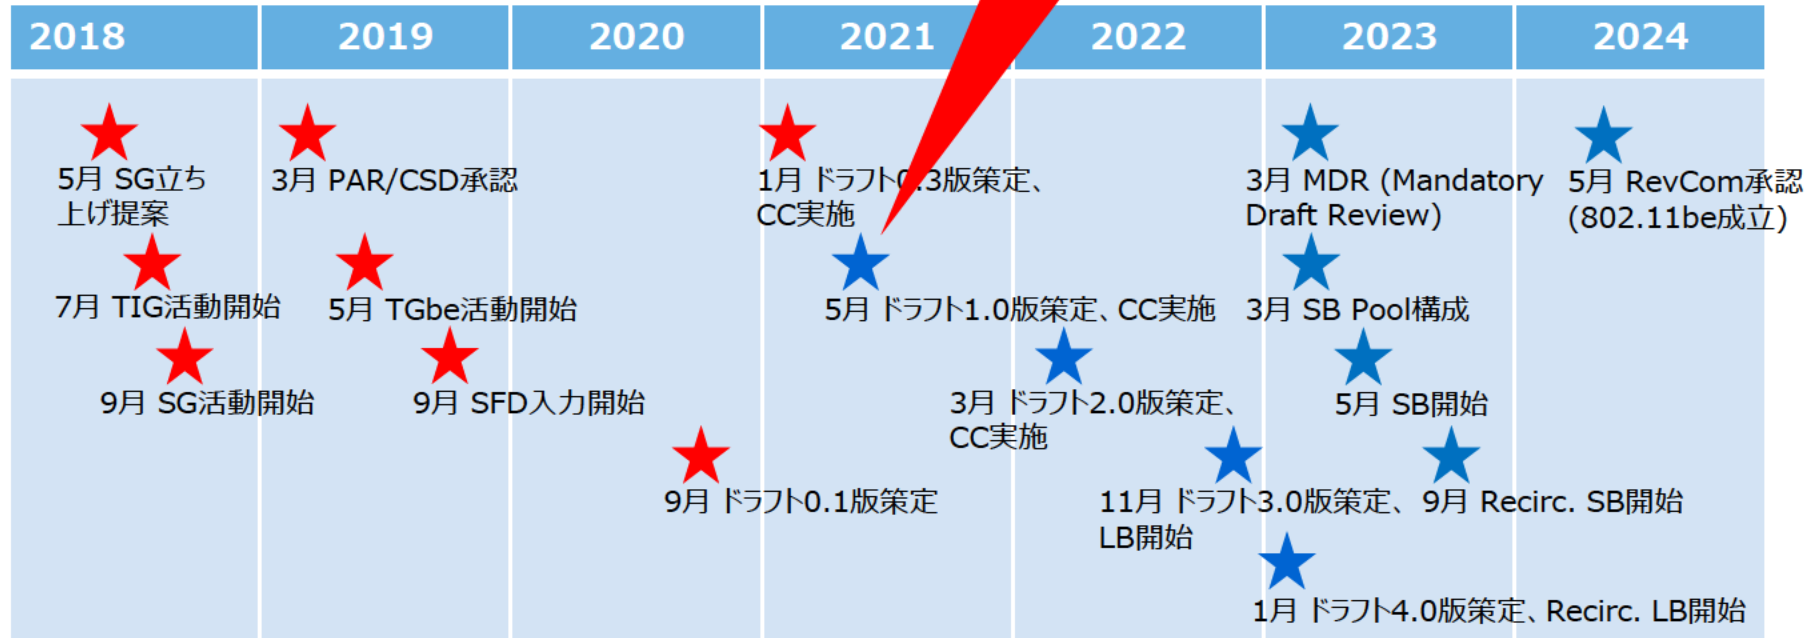 2018 2019 2020 2021 2022 2023 2024
5月 SG立ち
上げ提案
7月 TIG活動開始
9月 SG活動開始
3月 PAR/CSD承認
5月 TGbe活動開始
9月 SFD入力開始
9月 ドラフト0.1版策定
1月 ドラフト0.3版策定、
CC実施
5月 ドラフト1.0版策定、CC実施
3月 ドラフト2.0版策定、
CC実施
11月 ドラフト3.0版策定、
LB開始
1月 ドラフト4.0版策定、Recirc. LB開始
3月 MDR (Mandatory
Draft Review)
3月 SB Pool構成
5月 SB開始
9月 Recirc. SB開始
5月 RevCom承認
(802.11be成立)